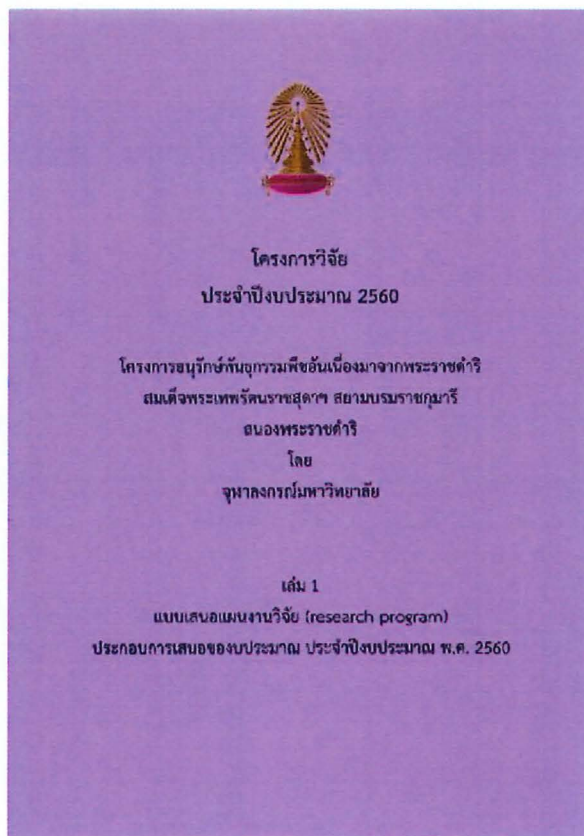 โครงการวิจัย
ประจำปีงบประมาณ 2560
โครงการอนุรักษ์พันธุกรรมพืชอันเนื่องมาจากพระราชดำริ
สมเด็จพระเทพรัตนราชสุดาฯ สยามบรมราชกุมารี
สนองพระราชดำริ
โดย
จุฬาลงกรณ์มหาวิทยาลัย
เล่ม 1
แบบเสนอแผนงานวิจัย (research program)
ประกอบการเสนอของบประมาณ ประจำปีงบประมาณ พ.ศ. 2560